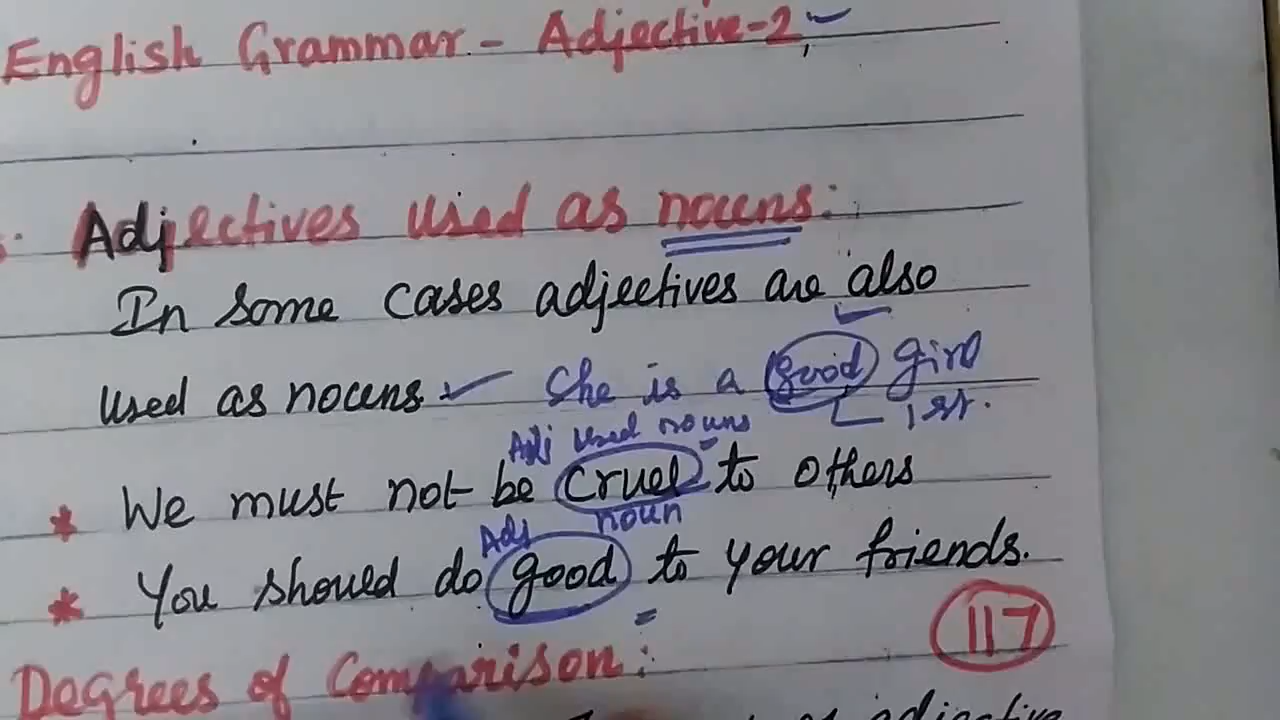 English Grammar - Adjective-2
Adjectives used as nouns:
In some cases adjectives are also
used as nouns. She is a good girl
1st.
Adj used nouns
* We must not be cruel to others
Adj noun
* You should do good to your friends.
117
Degrees of Comparison:
adjective